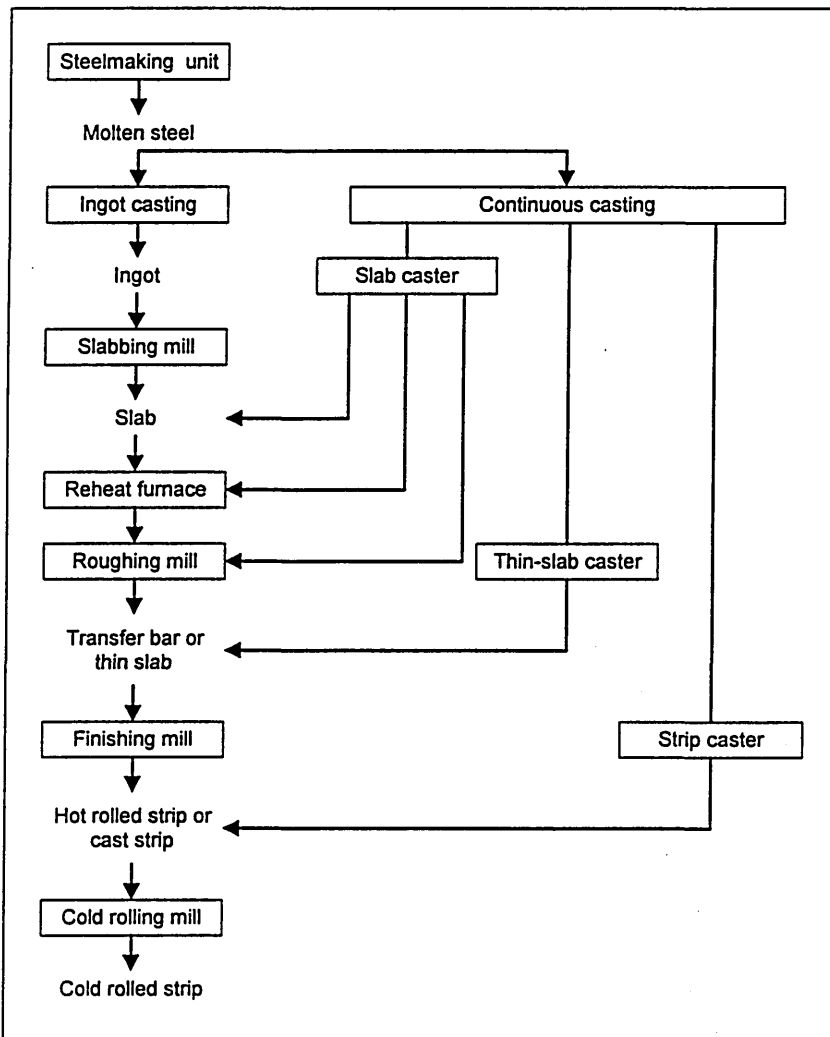 Steelmaking unit
Molten steel
Ingot casting
Continuous casting
Ingot
Slab caster
Slabbing mill
Slab
Reheat furnace
Roughing mill
Thin-slab caster
Transfer bar or
thin slab
Finishing mill
Strip caster
Hot rolled strip or
cast strip
Cold rolling mill
Cold rolled strip